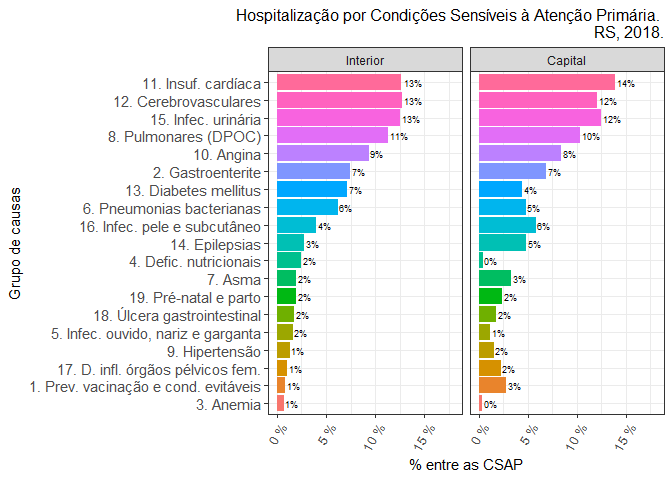 Hospitalização por Condições Sensíveis à Atenção Primária.
RS, 2018.
Interior
Capital
Grupo de causas
11. Insuf. cardíaca 13% 14%
12. Cerebrovasculares 13% 12%
15. Infec. urinária 13% 12%
8. Pulmonares (DPOC) 11% 10%
10. Angina 9% 8%
2. Gastroenterite 7% 7%
13. Diabetes mellitus 7% 4%
6. Pneumonias bacterianas 6% 5%
16. Infec. pele e subcutâneo 4% 6%
14. Epilepsias 3% 5%
4. Defic. nutricionais 2% 0%
7. Asma 2% 3%
19. Pré-natal e parto 2% 2%
18. Úlcera gastrointestinal 2% 2%
5. Infec. ouvido, nariz e garganta 2% 1%
9. Hipertensão 1% 2%
17. D. infl. órgãos pélvicos fem. 1% 2%
1. Prev. vacinação e cond. evitáveis 1% 3%
3. Anemia 1% 0%
0 % 5 % 10 % 15 % 0 % 5 % 10 % 15 %
% entre as CSAP